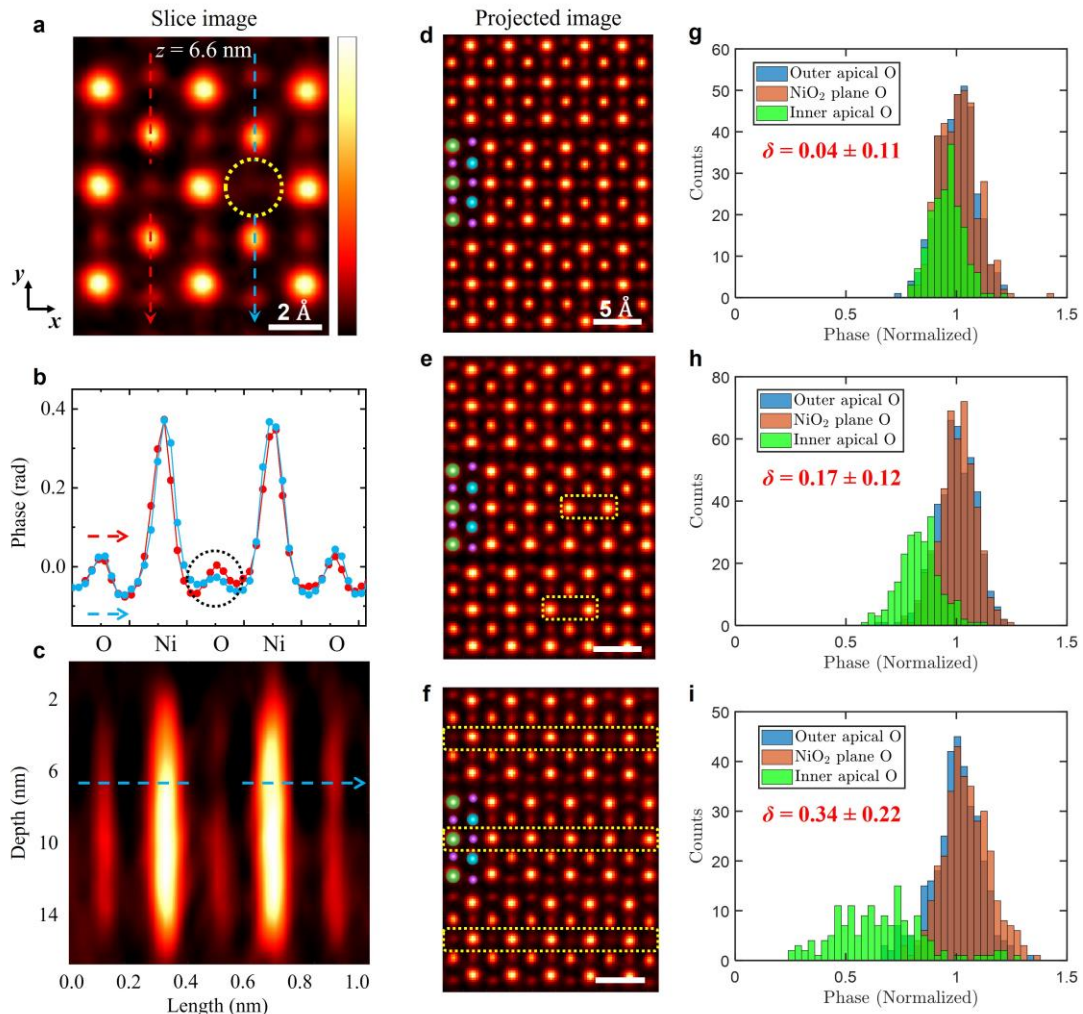 Slice image
a
z = 6.6 nm
y
x
2 Å
b
Phase (rad)
0.4
0.2
0.0
O Ni O Ni O
c
Depth (nm)
2
6
10
14
0.0 0.2 0.4 0.6 0.8 1.0
Length (nm)
Projected image
d
5 Å
e
f
g
Counts
60
50
40
30
20
10
0
Outer apical O
NiO₂ plane O
Inner apical O
δ = 0.04 ± 0.11
0 0.5 1 1.5
Phase (Normalized)
h
Counts
80
60
40
20
0
Outer apical O
NiO₂ plane O
Inner apical O
δ = 0.17 ± 0.12
0 0.5 1 1.5
Phase (Normalized)
i
Counts
50
40
30
20
10
0
Outer apical O
NiO₂ plane O
Inner apical O
δ = 0.34 ± 0.22
0 0.5 1 1.5
Phase (Normalized)